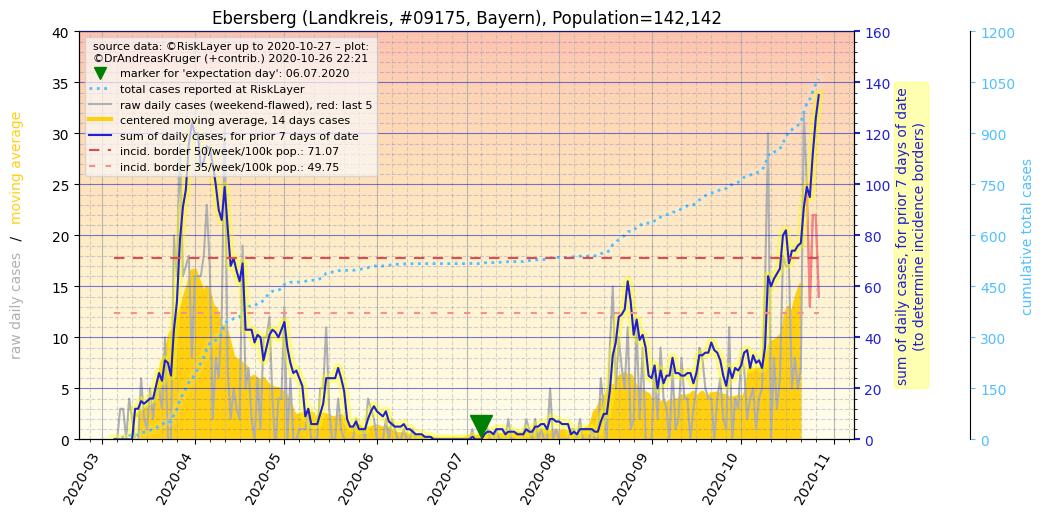 Ebersberg (Landkreis, #09175, Bayern), Population=142,142
source data: ©RiskLayer up to 2020-10-27 – plot:
©DrAndreasKruger (+contrib.) 2020-10-26 22:21
marker for 'expectation day': 06.07.2020
total cases reported at RiskLayer
raw daily cases (weekend-flawed), red: last 5
centered moving average, 14 days cases
sum of daily cases, for prior 7 days of date
incid. border 50/week/100k pop.: 71.07
incid. border 35/week/100k pop.: 49.75
raw daily cases / moving average
40
35
30
25
20
15
10
5
0
160
140
120
100
80
60
40
20
0
sum of daily cases, for prior 7 days of date
(to determine incidence borders)
1200
1050
900
750
600
450
300
150
0
cumulative total cases
2020-03
2020-04
2020-05
2020-06
2020-07
2020-08
2020-09
2020-10
2020-11